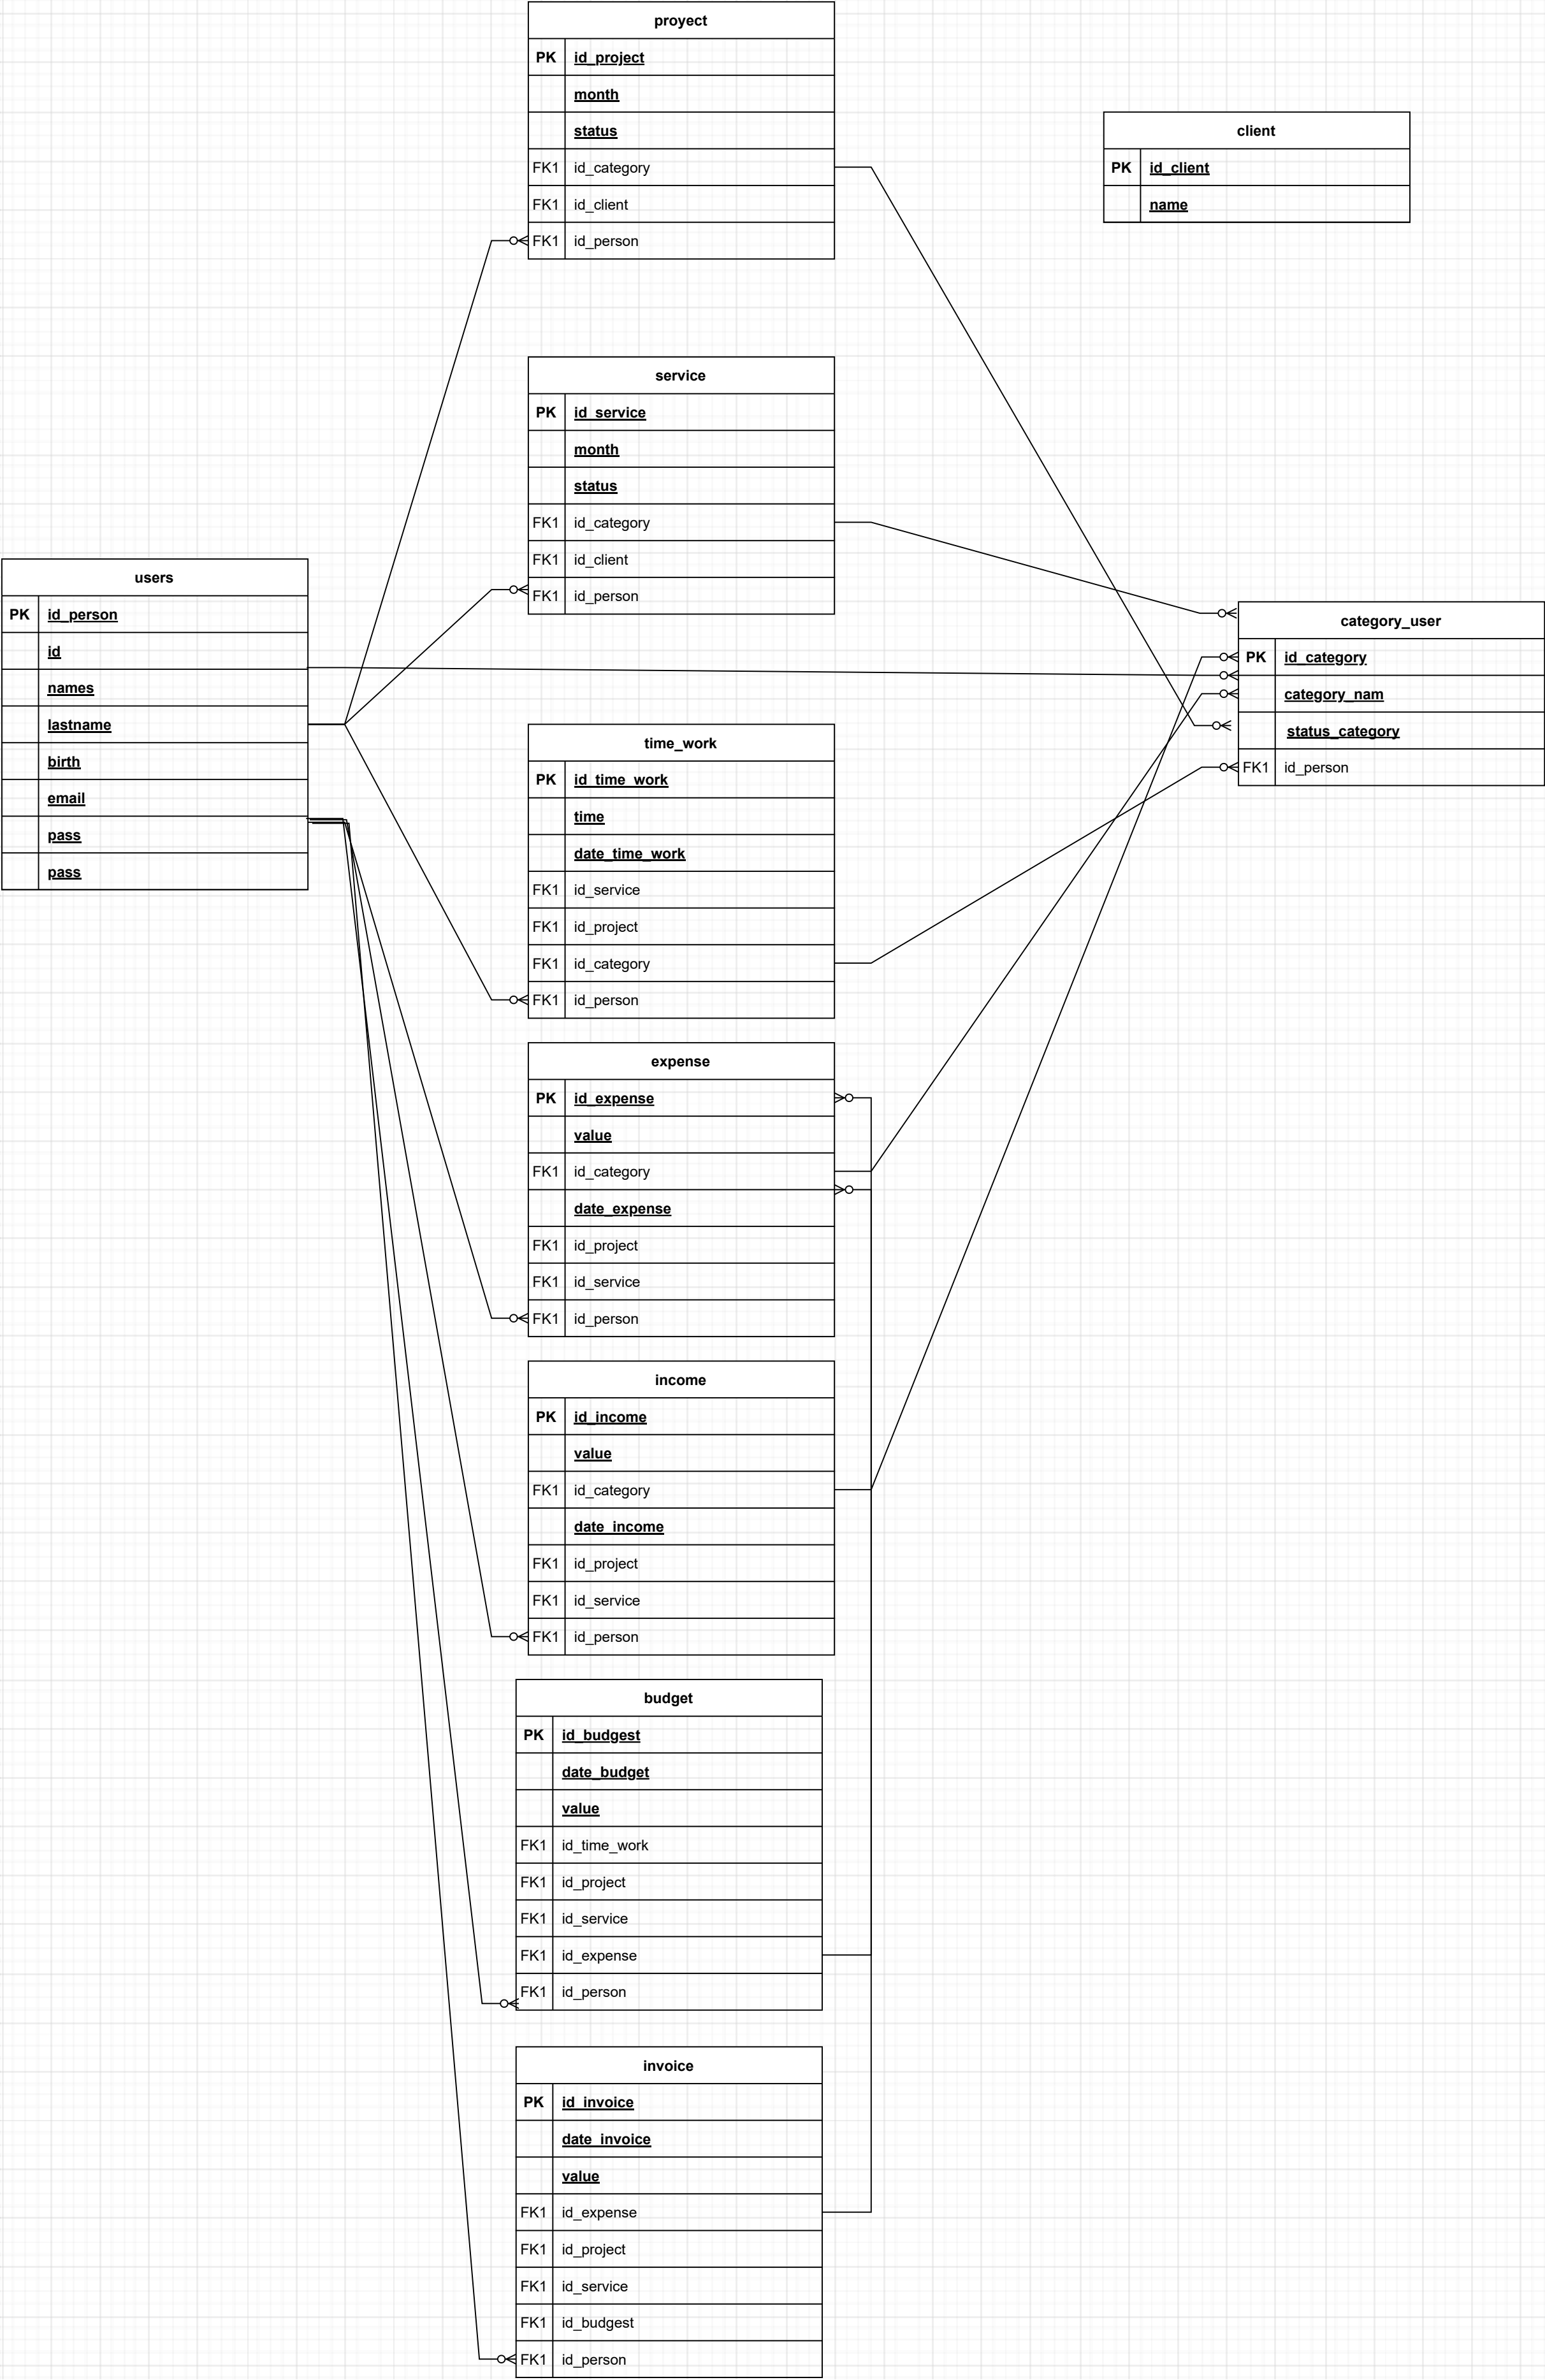 proyect
PK id_project
month
status
FK1 id_category
FK1 id_client
FK1 id_person
client
PK id_client
name
service
PK id_service
month
status
FK1 id_category
FK1 id_client
FK1 id_person
users
PK id_person
id
names
lastname
birth
email
pass
pass
category_user
PK id_category
category_nam
status_category
FK1 id_person
time_work
PK id_time_work
time
date_time_work
FK1 id_service
FK1 id_project
FK1 id_category
FK1 id_person
expense
PK id_expense
value
FK1 id_category
date_expense
FK1 id_project
FK1 id_service
FK1 id_person
income
PK id_income
value
FK1 id_category
date_income
FK1 id_project
FK1 id_service
FK1 id_person
budget
PK id_budgest
date_budget
value
FK1 id_time_work
FK1 id_project
FK1 id_service
FK1 id_expense
FK1 id_person
invoice
PK id_invoice
date_invoice
value
FK1 id_expense
FK1 id_project
FK1 id_service
FK1 id_budgest
FK1 id_person